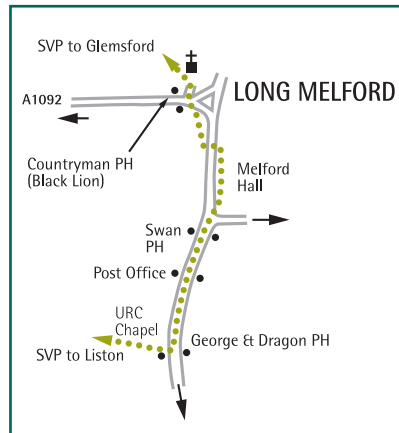 SVP to Glemsford
LONG MELFORD
A1092
Countryman PH
(Black Lion)
Melford
Hall
Swan
PH
Post Office
URC
Chapel
George & Dragon PH
SVP to Liston